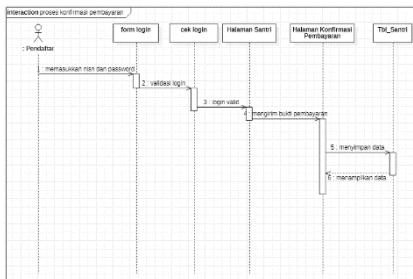 interaction proses konfirmasi pembayaran
: Pendaftar
form login
cek login
Halaman Santri
Halaman Konfirmasi
Pembayaran
Tbl_Santri
1 : memasukkan nisn dan password
2 : validasi login
3 : login valid
4 : mengirim bukti pembayaran
5 : menyimpan data
6 : menampilkan data